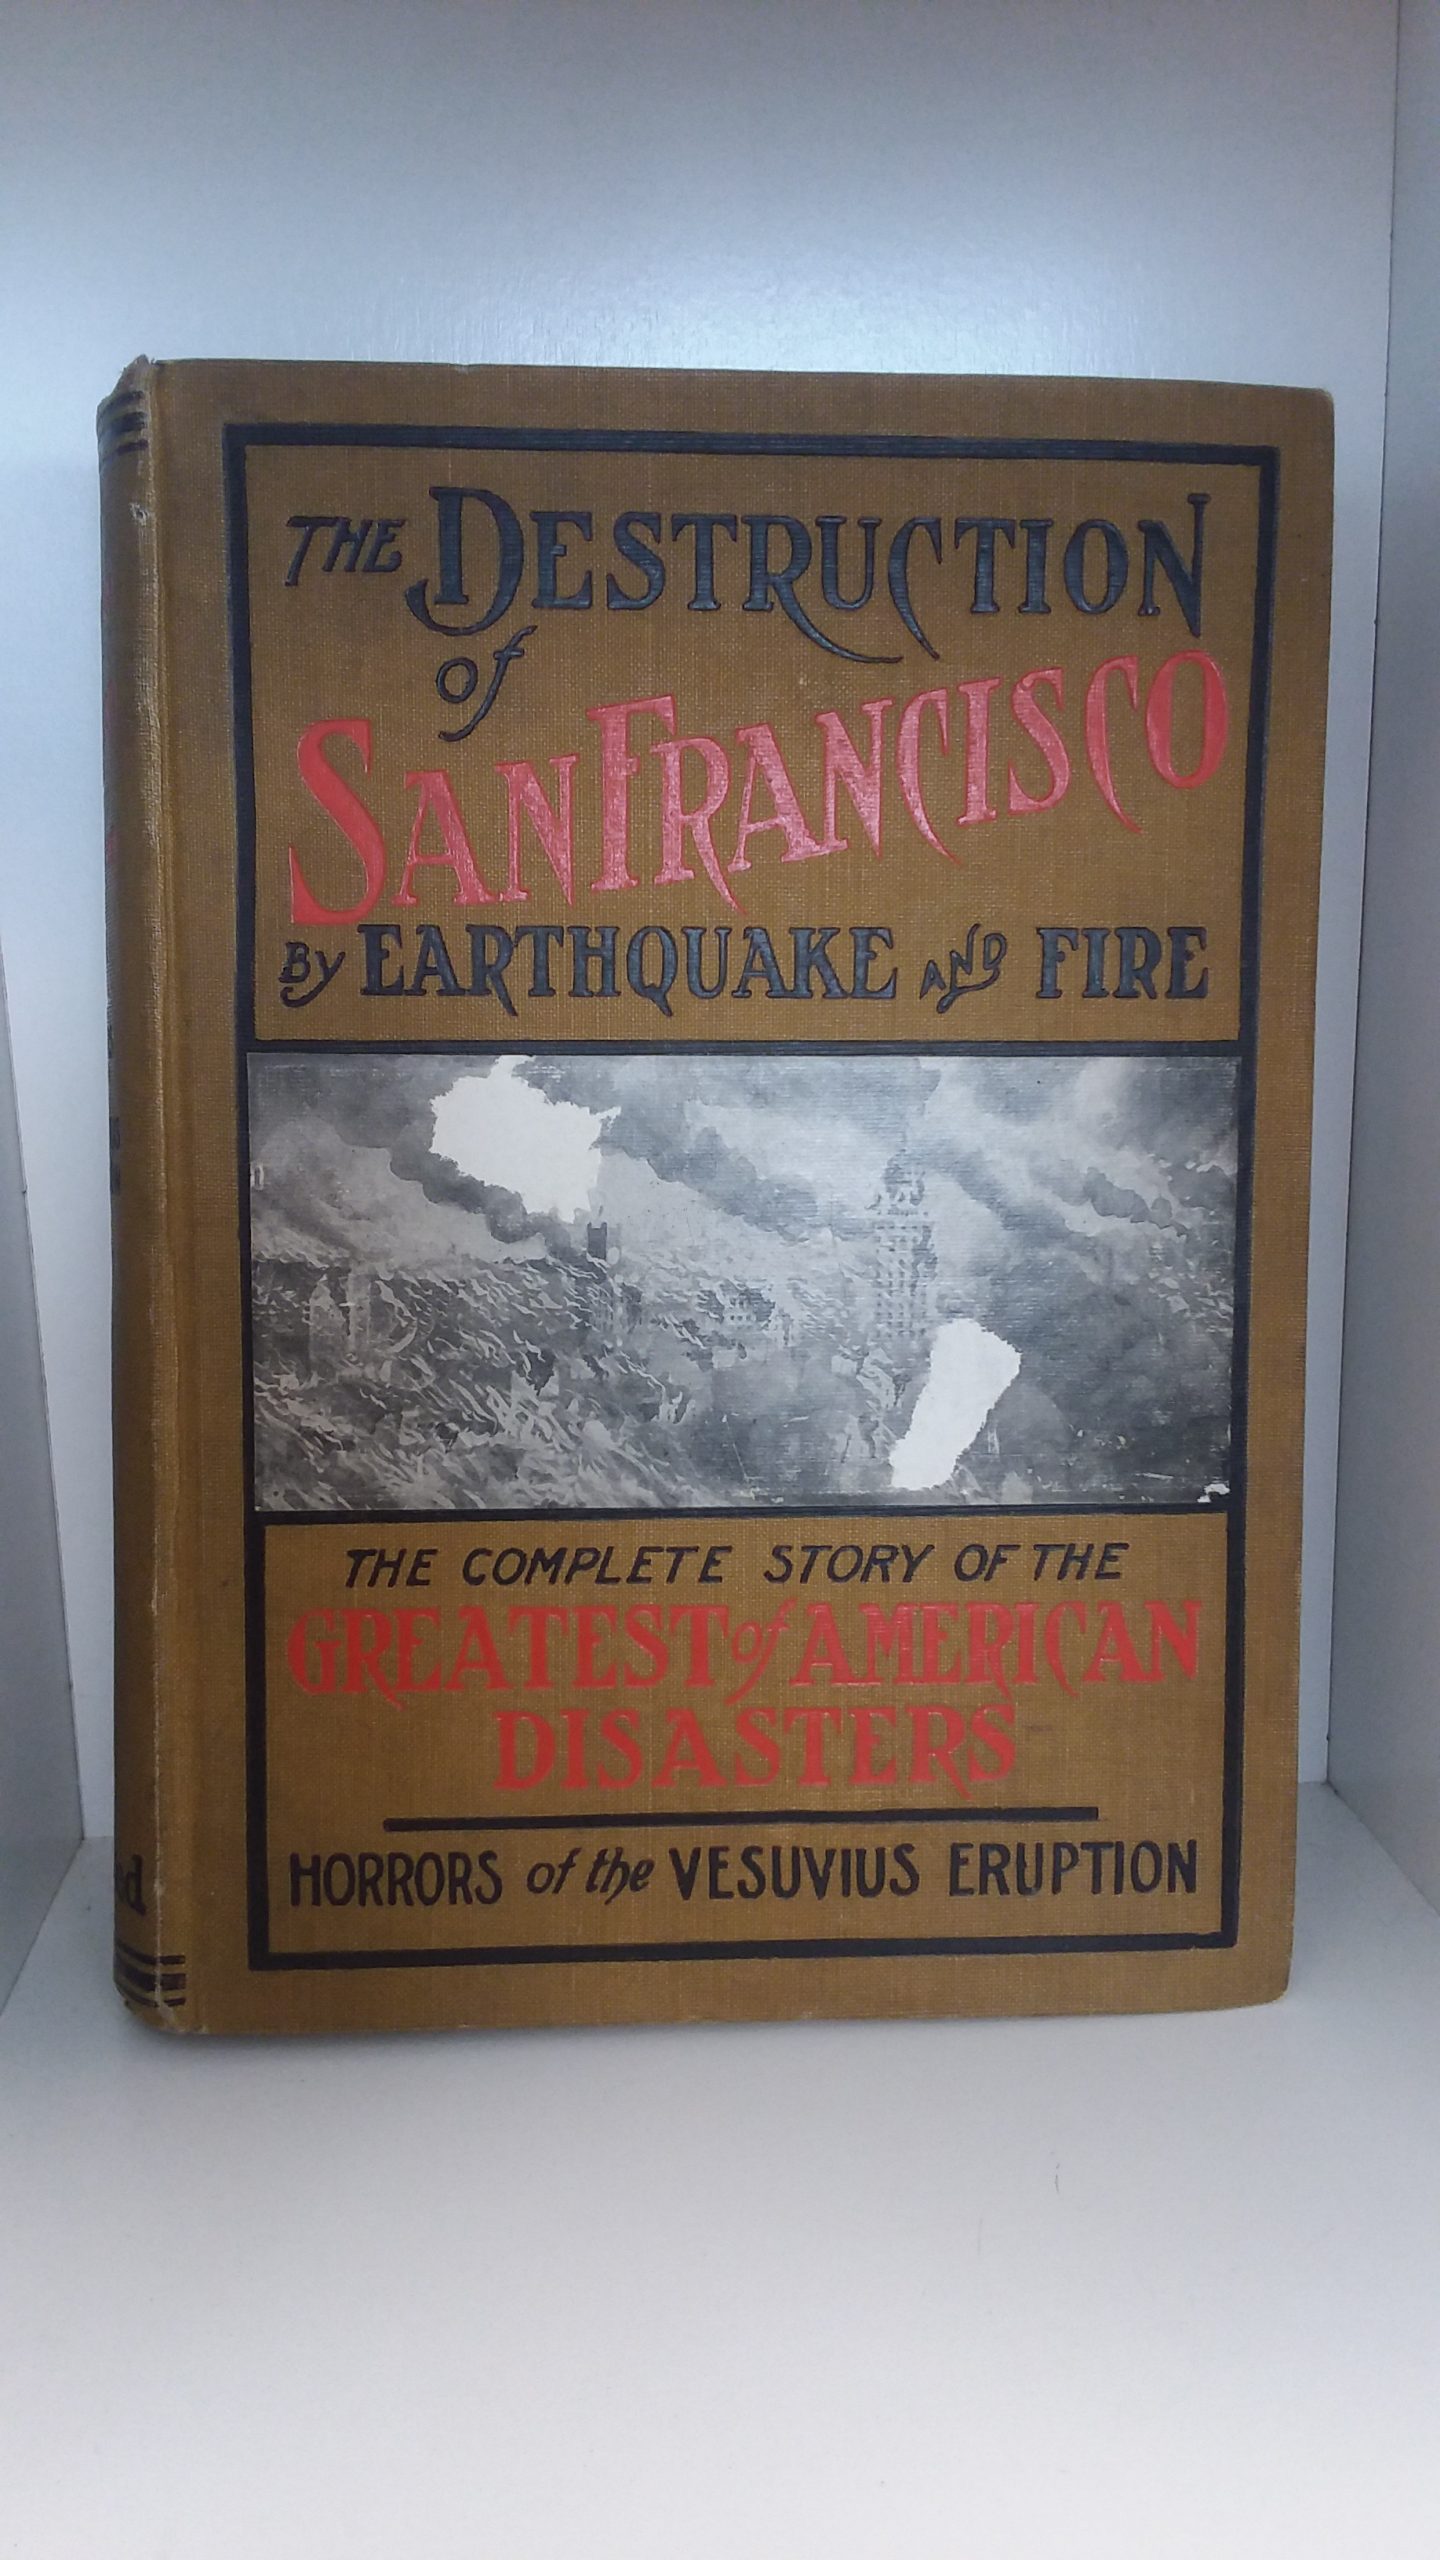 THE DESTRUCTION
of
SAN FRANCISCO
BY EARTHQUAKE AND FIRE
THE COMPLETE STORY OF THE
GREATEST of AMERICAN
DISASTERS
HORRORS of the VESUVIUS ERUPTION